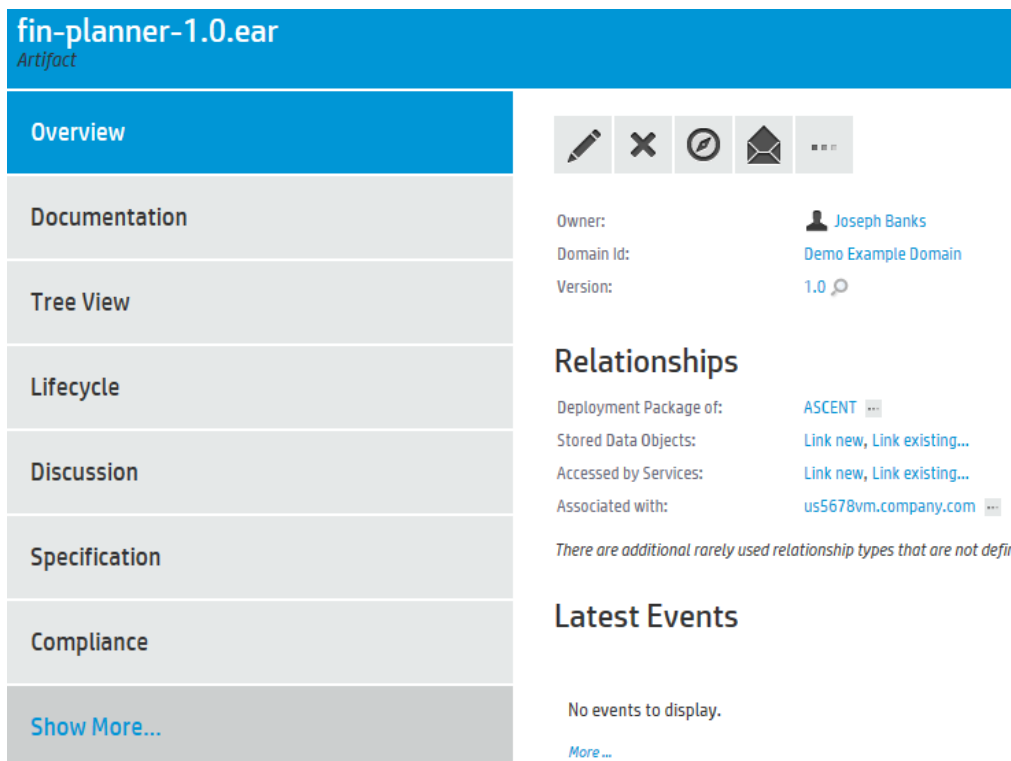 fin-planner-1.0.ear
Artifact
Overview
Documentation
Tree View
Lifecycle
Discussion
Specification
Compliance
Show More...
Owner: Joseph Banks
Domain Id: Demo Example Domain
Version: 1.0
Relationships
Deployment Package of: ASCENT
Stored Data Objects: Link new, Link existing...
Accessed by Services: Link new, Link existing...
Associated with: us5678vm.company.com
There are additional rarely used relationship types that are not
Latest Events
No events to display.
More ...